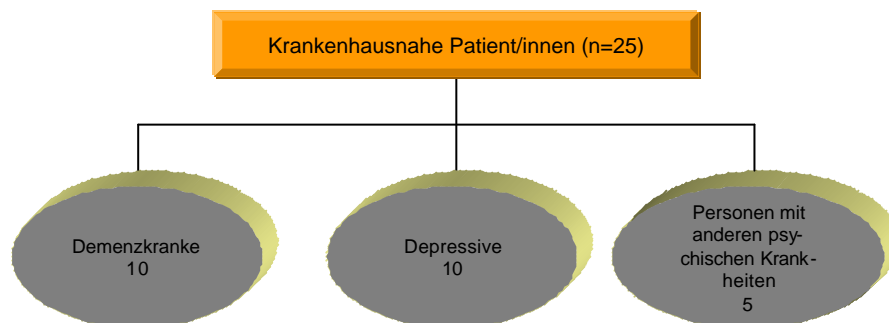 Krankenhausnahe Patient/innen (n=25)
Demenzkranke
10
Depressive
10
Personen mit
anderen psy-
chischen Krank-
heiten
5